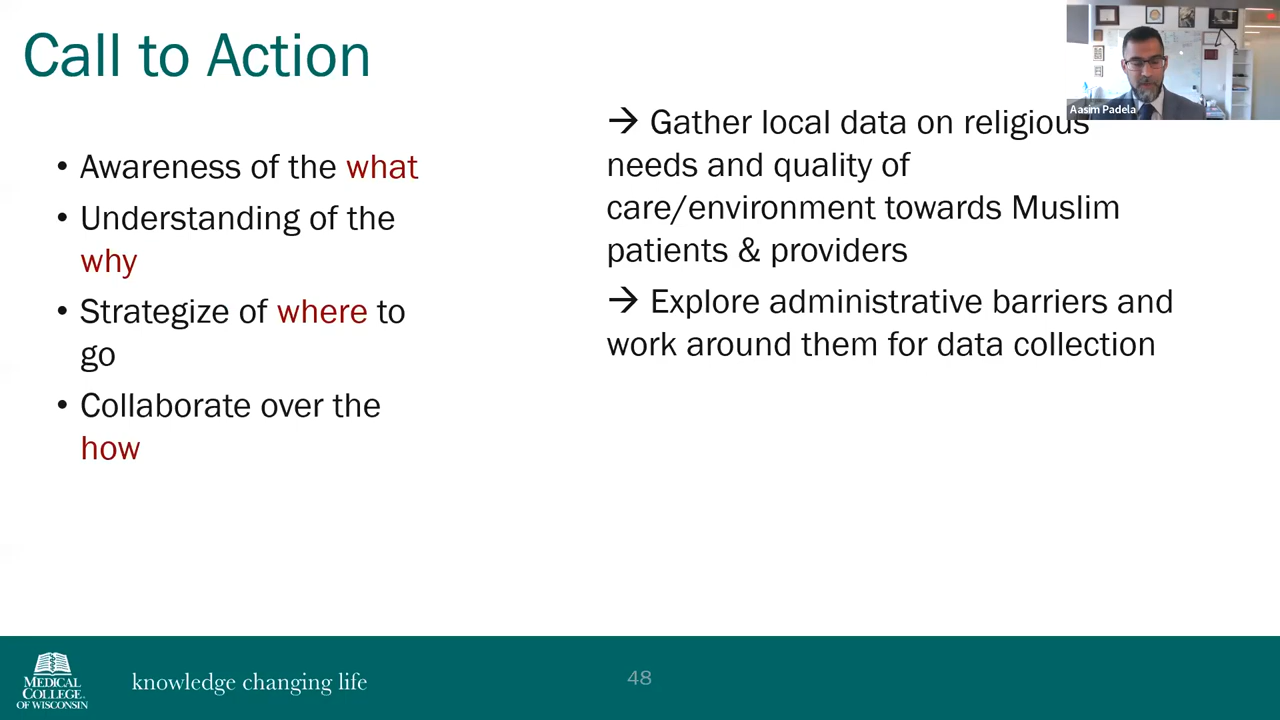 Call to Action
Aasim Padela
• Awareness of the what
• Understanding of the
why
• Strategize of where to
go
• Collaborate over the
how
→ Gather local data on religious
needs and quality of
care/environment towards Muslim
patients & providers
→ Explore administrative barriers and
work around them for data collection
MEDICAL
COLLEGE
OF WISCONSIN
knowledge changing life
48